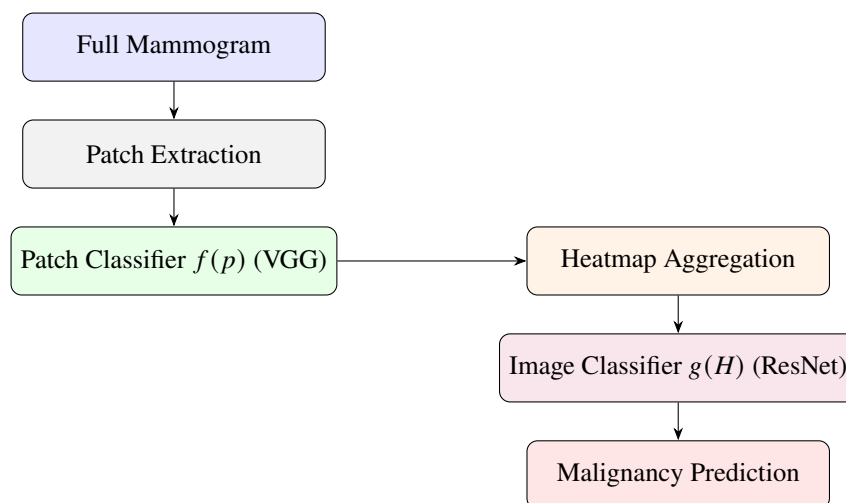 Full Mammogram
Patch Extraction
Patch Classifier f(p) (VGG)
Heatmap Aggregation
Image Classifier g(H) (ResNet)
Malignancy Prediction